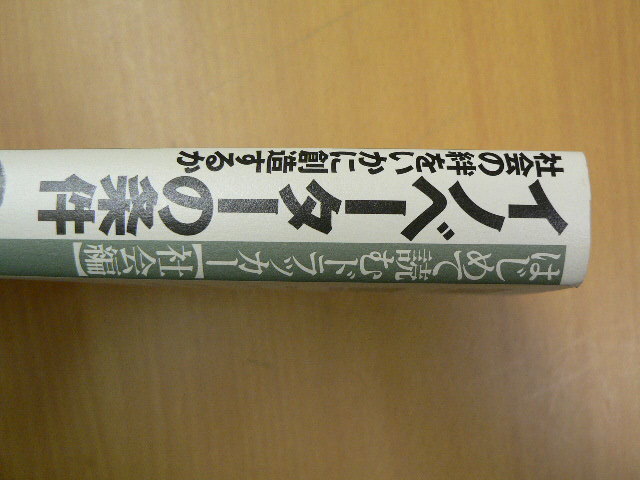 はじめて読むドラッカー【社会編】
イノベーターの条件
社会の絆をいかに創造するか